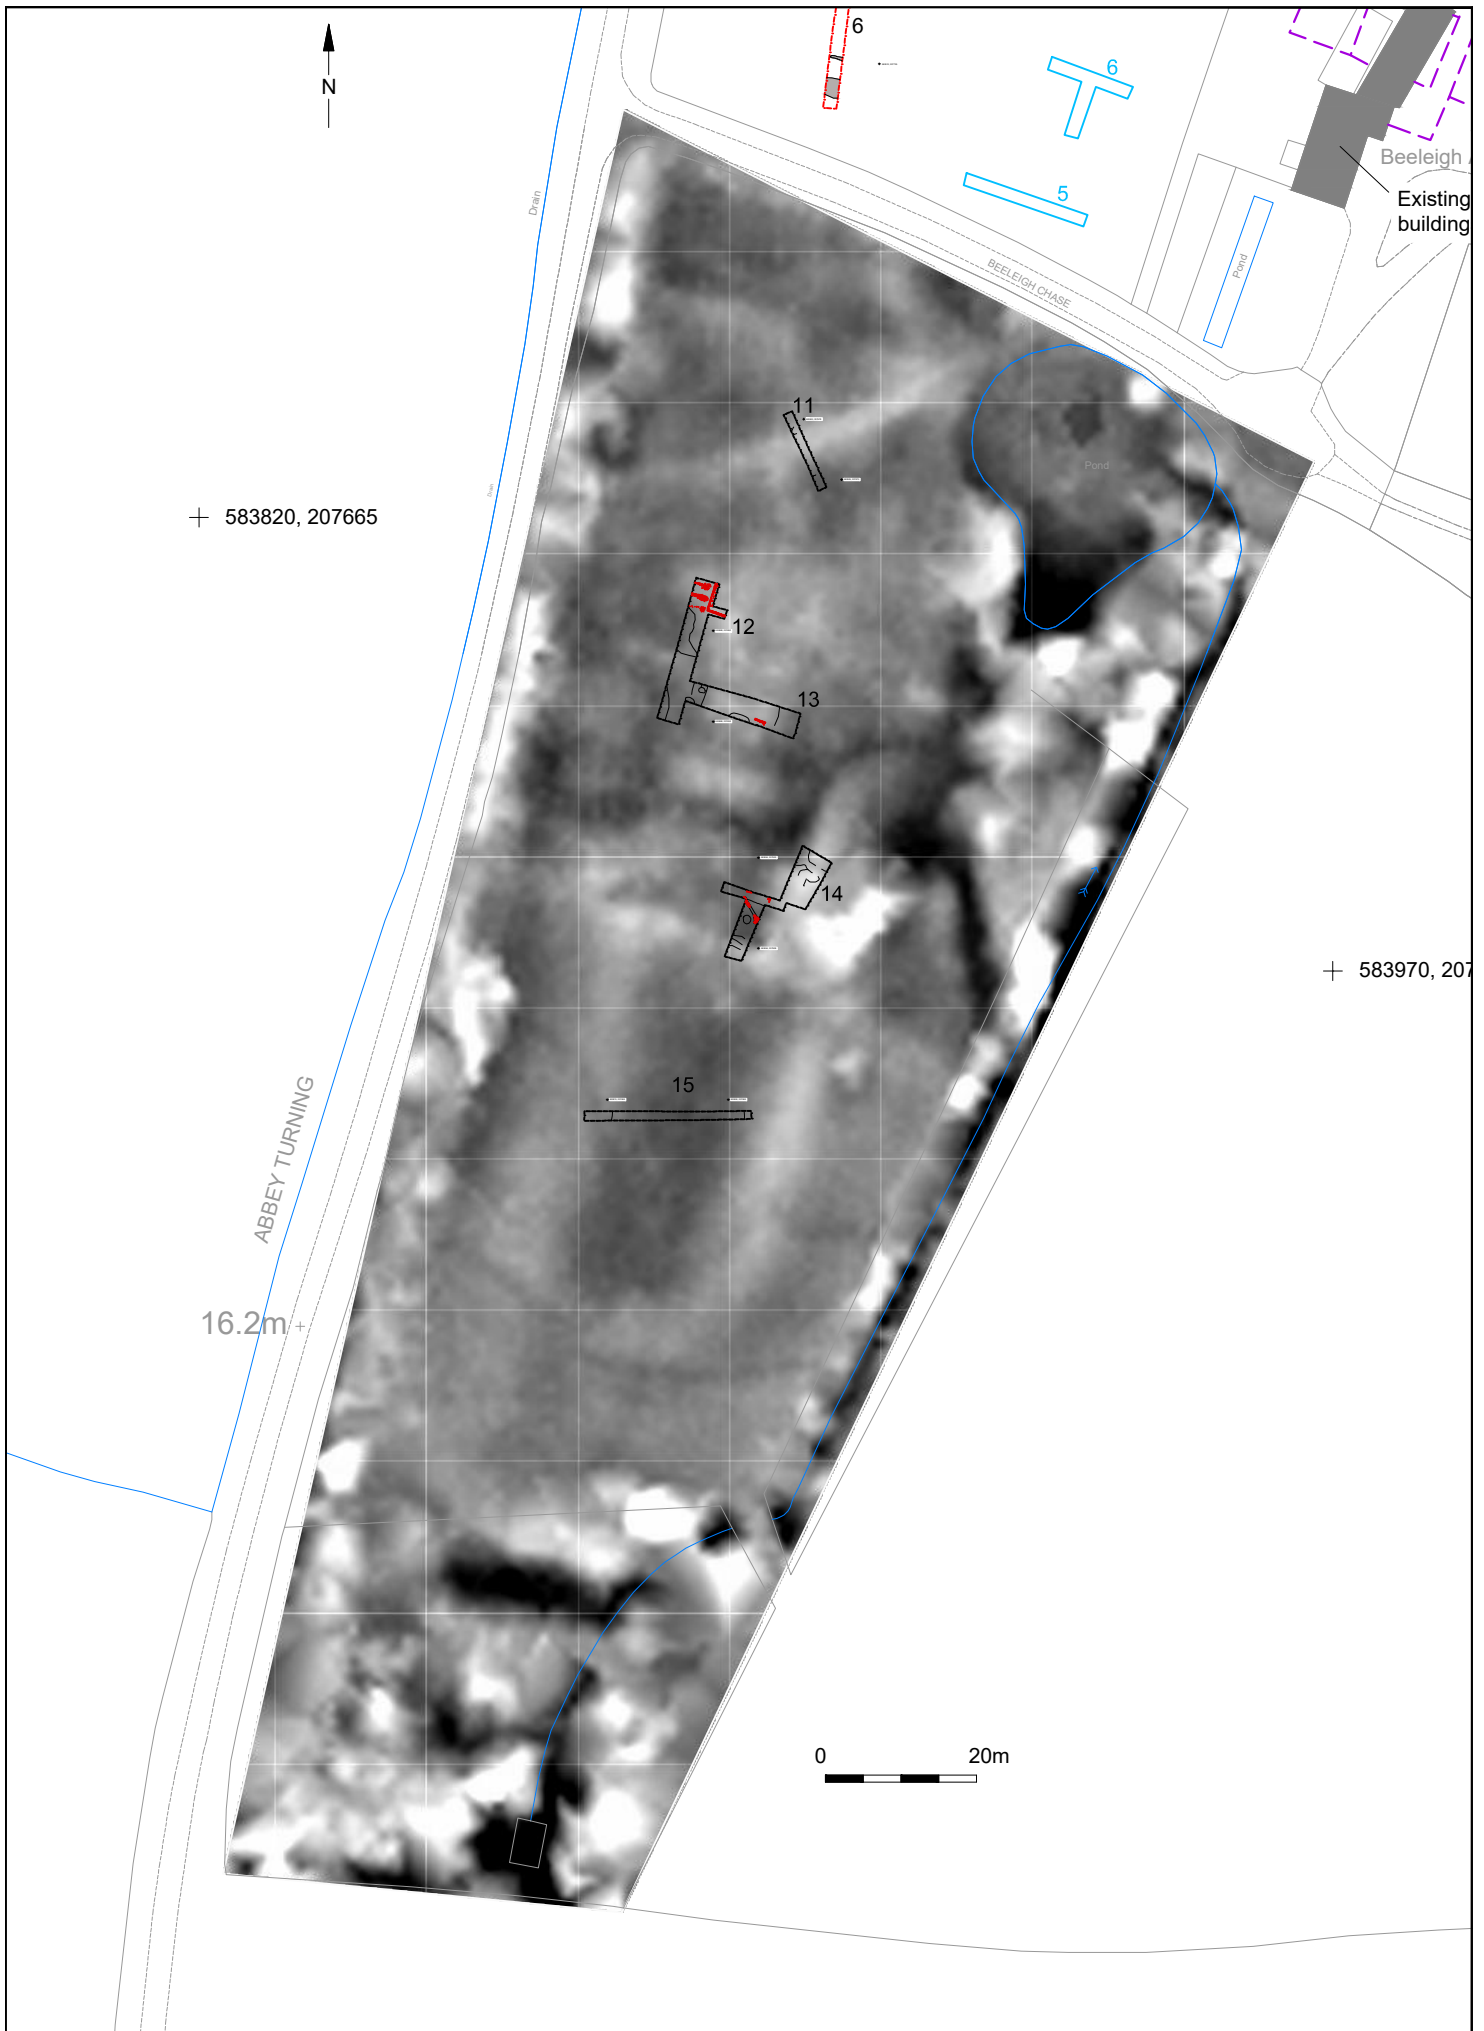 6
N
6
Beeleigh
Drain
5
Existing
building
Pond
BEELEIGH CHASE
11
Pond
Drain
583820, 207665
12
13
14
583970, 207
15
ABBEY TURNING
16.2m
0 20m